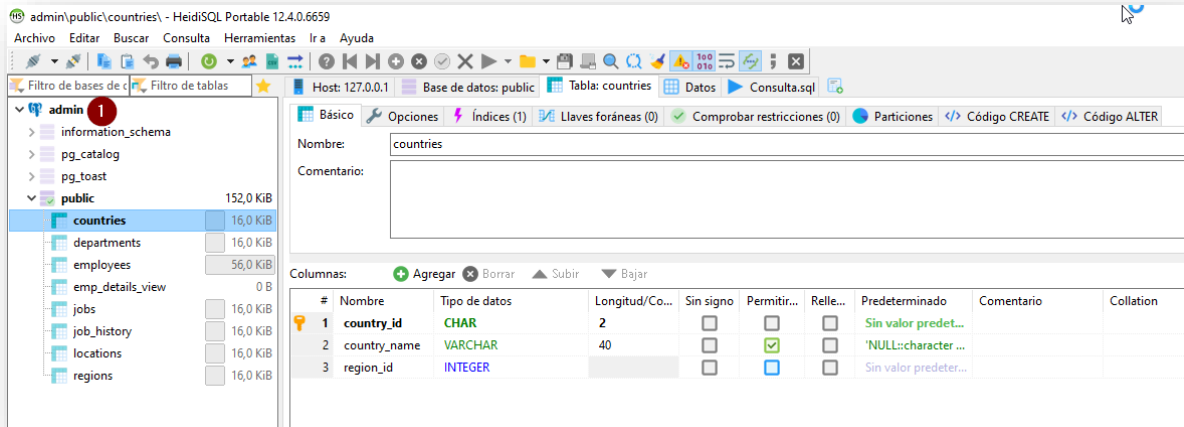 admin\public\countries\ - HeidiSQL Portable 12.4.0.6659
Archivo Editar Buscar Consulta Herramientas Ir a Ayuda
Filtro de bases de c Filtro de tablas
Host: 127.0.0.1 Base de datos: public Tabla: countries Datos Consulta.sql
admin 1
information_schema
pg_catalog
pg_toast
public 152,0 KiB
countries 16,0 KiB
departments 16,0 KiB
employees 56,0 KiB
emp_details_view 0 B
jobs 16,0 KiB
job_history 16,0 KiB
locations 16,0 KiB
regions 16,0 KiB
Básico Opciones Índices (1) Llaves foráneas (0) Comprobar restricciones (0) Particiones Código CREATE Código ALTER
Nombre: countries
Comentario:
Columnas: Agregar Borrar Subir Bajar
# Nombre Tipo de datos Longitud/Co... Sin signo Permitir... Relle... Predeterminado Comentario Collation
1 country_id CHAR 2 Sin valor predet...
2 country_name VARCHAR 40 'NULL::character ...
3 region_id INTEGER Sin valor predeter...